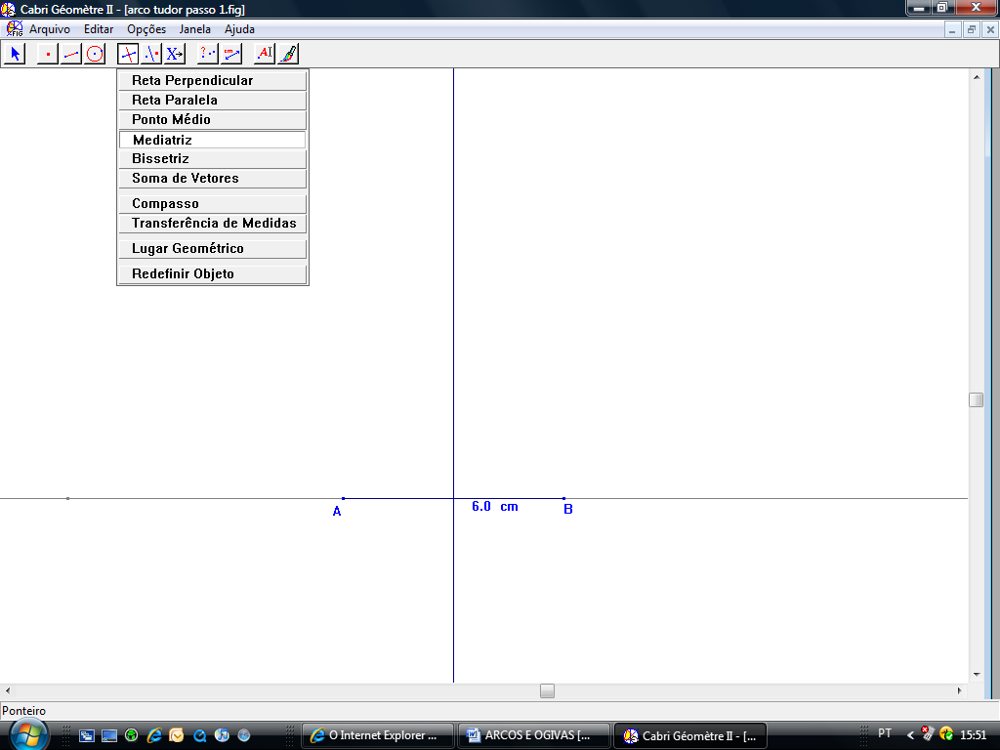 Cabri Géomètre II - [arco tudor passo 1.fig]
FIG Arquivo Editar Opções Janela Ajuda
X ? cm A
Reta Perpendicular
Reta Paralela
Ponto Médio
Mediatriz
Bissetriz
Soma de Vetores
Compasso
Transferência de Medidas
Lugar Geométrico
Redefinir Objeto
A 6.0 cm B
Ponteiro
O Internet Explorer ... ARCOS E OGIVAS [... Cabri Géomètre II - [... PT 15:51